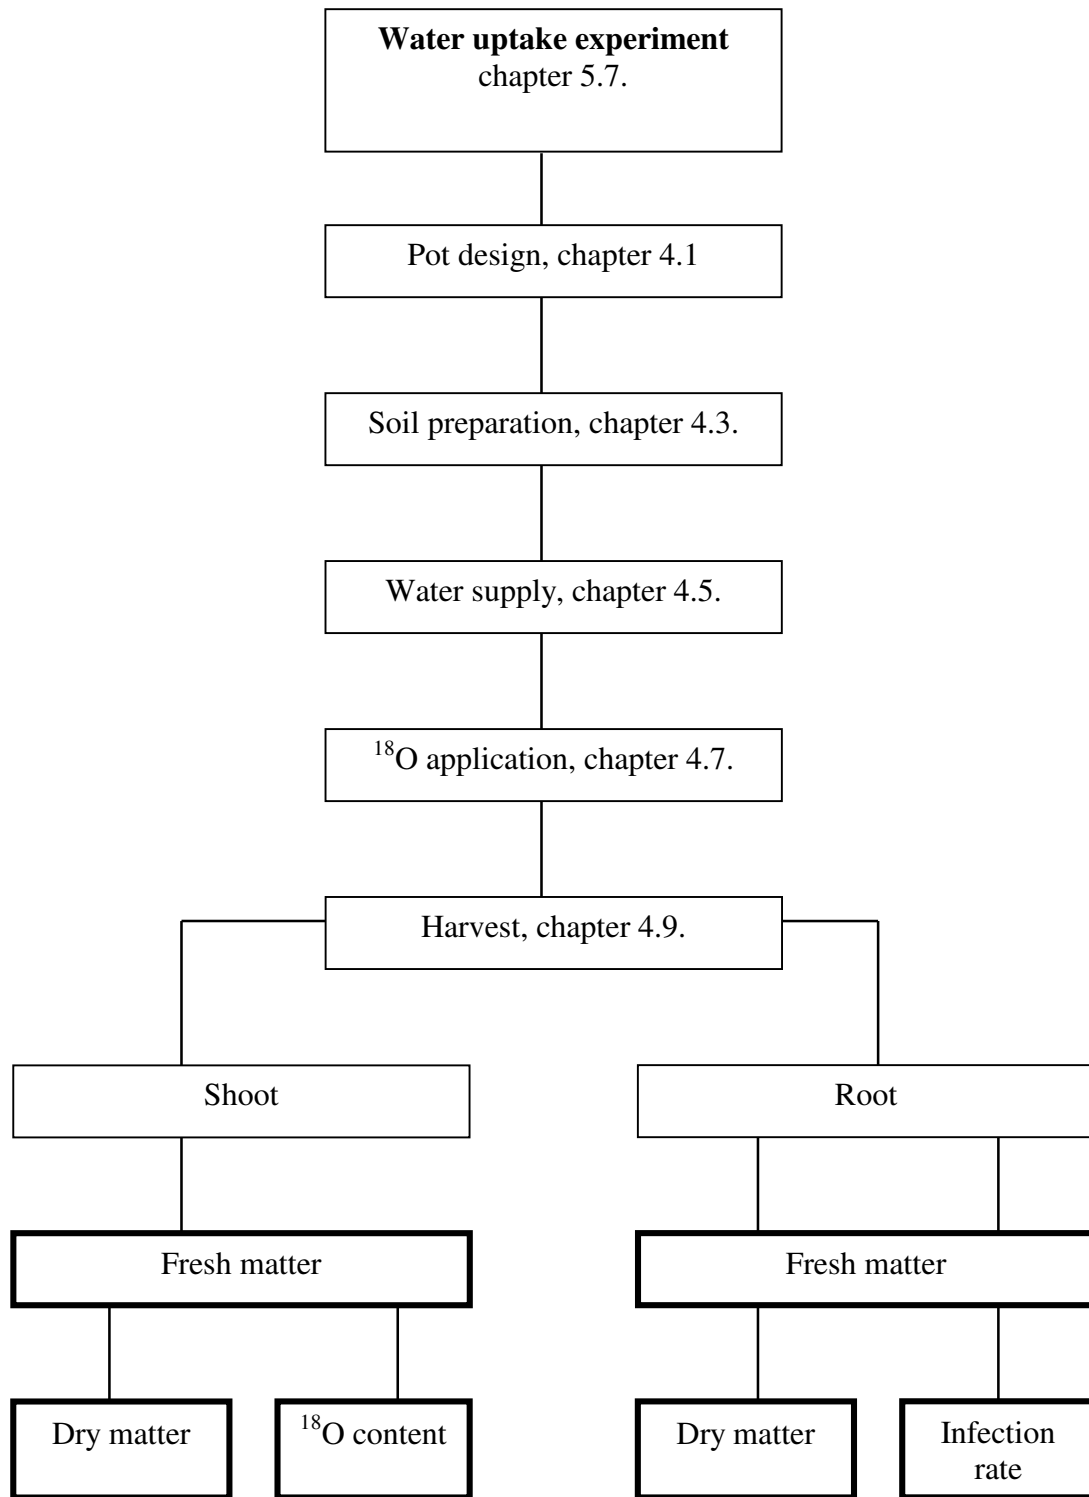 Water uptake experiment
chapter 5.7.
Pot design, chapter 4.1
Soil preparation, chapter 4.3.
Water supply, chapter 4.5.
¹⁸O application, chapter 4.7.
Harvest, chapter 4.9.
Shoot
Root
Fresh matter
Fresh matter
Dry matter
¹⁸O content
Dry matter
Infection
rate